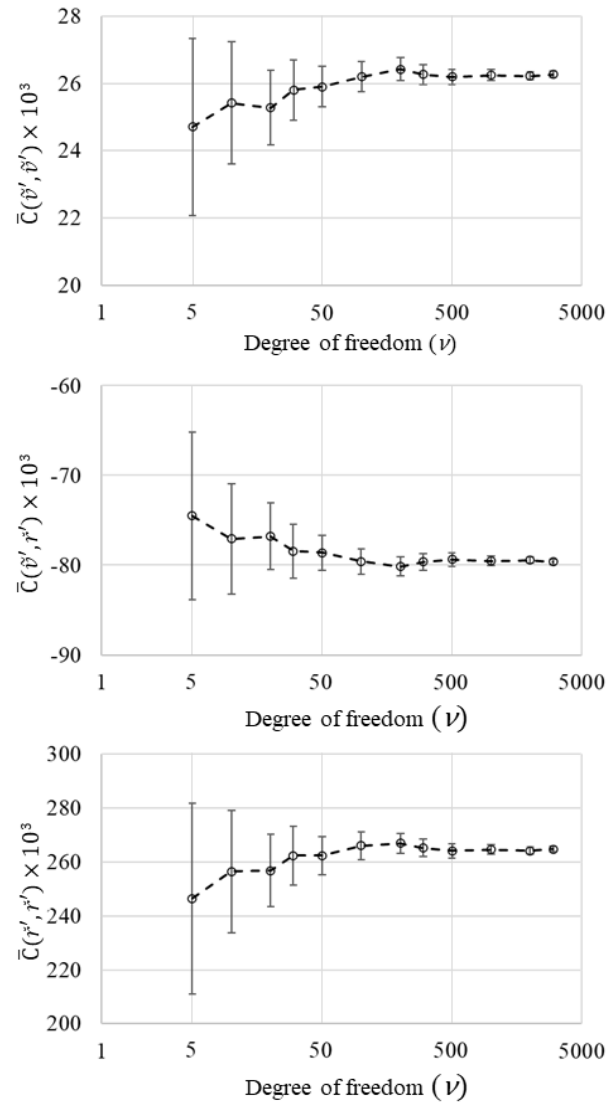 28
26
24
22
20
C̄(ṽ′,ṽ′) × 10³
1 5 50 500 5000
Degree of freedom (ν)
-60
-70
-80
-90
C̄(ṽ′,ř′) × 10³
1 5 50 500 5000
Degree of freedom (ν)
300
280
260
240
220
200
C̄(ř′,ř′) × 10³
1 5 50 500 5000
Degree of freedom (ν)